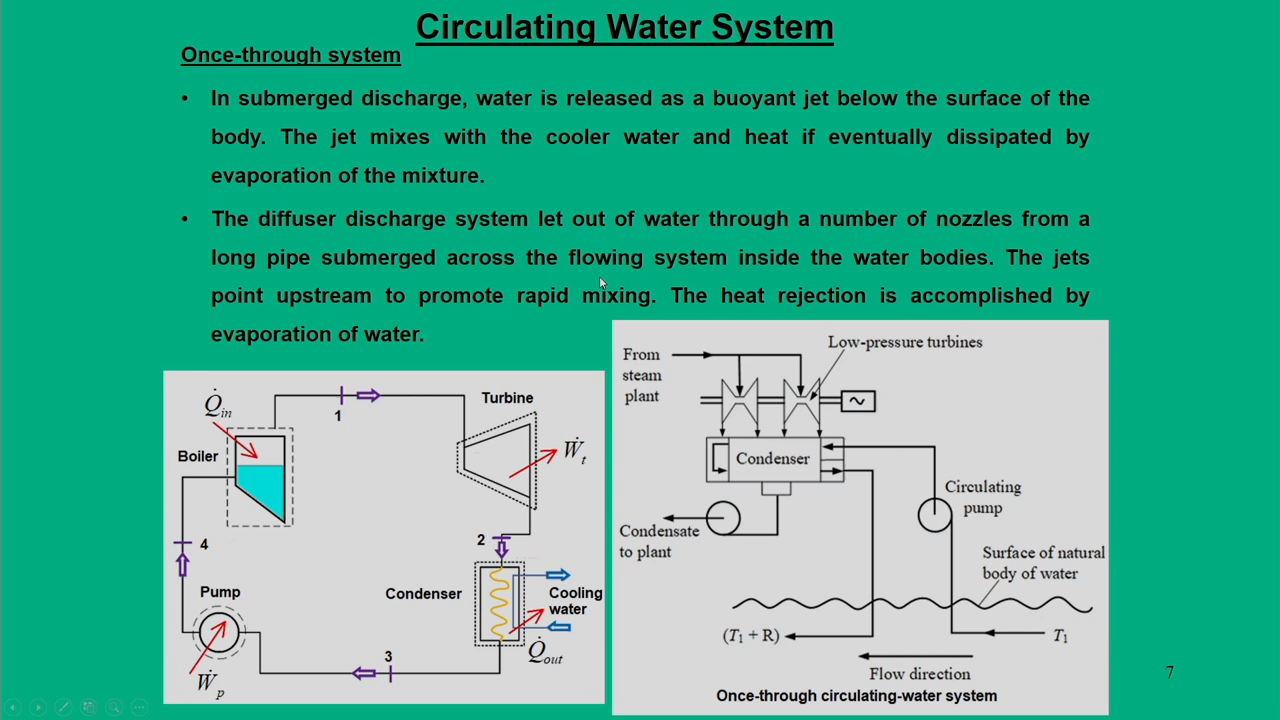 Circulating Water System
Once-through system
• In submerged discharge, water is released as a buoyant jet below the surface of the
body. The jet mixes with the cooler water and heat if eventually dissipated by
evaporation of the mixture.
• The diffuser discharge system let out of water through a number of nozzles from a
long pipe submerged across the flowing system inside the water bodies. The jets
point upstream to promote rapid mixing. The heat rejection is accomplished by
evaporation of water.
Q̇in
Boiler
1
Turbine
Ẇt
2
4
Pump
Condenser
Cooling
water
Q̇out
3
Ẇp
From
steam
plant
Low-pressure turbines
~
Condenser
Circulating
pump
Condensate
to plant
Surface of natural
body of water
(T1 + R)
T1
Flow direction
Once-through circulating-water system
7